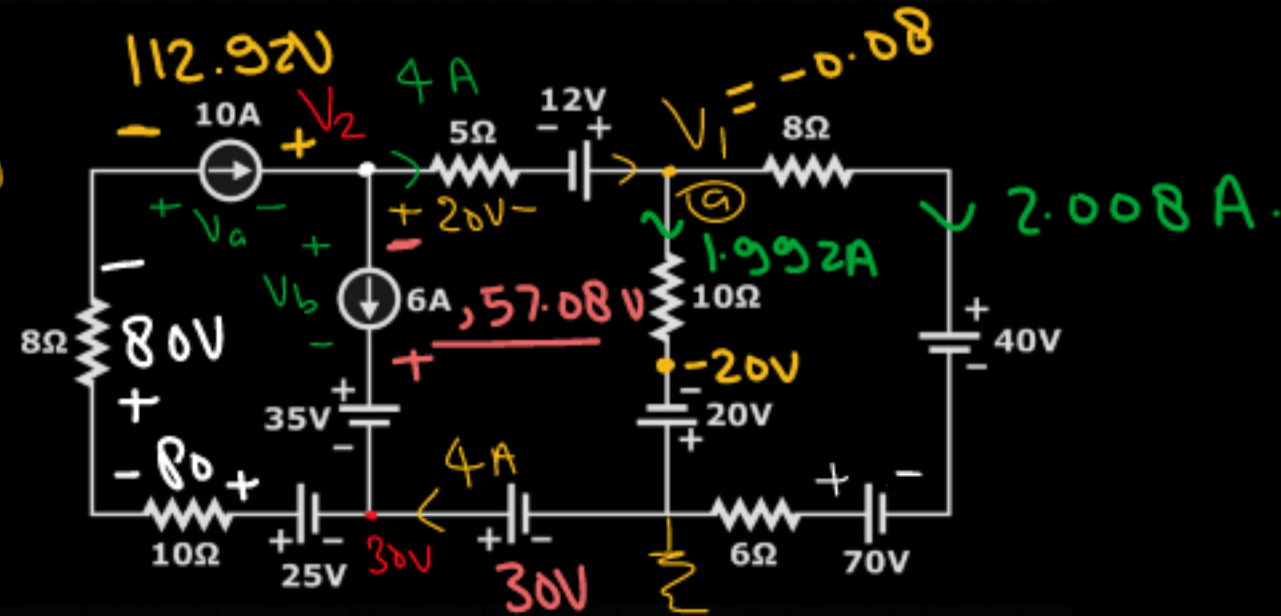 112.92V
4A
V₁ = -0.08
10A
V₂
12V
- +
5Ω
8Ω
- +
+ Va -
+ 20V -
a
2.008 A.
-
+
-
1.992A
Vb
6A
, 57.08V
10Ω
8Ω
80V
-
+
+
40V
-
+
-20V
+
35V
-
-
20V
+
- 80 +
4A
+ -
10Ω
+ -
25V
30V
+ -
30V
6Ω
70V